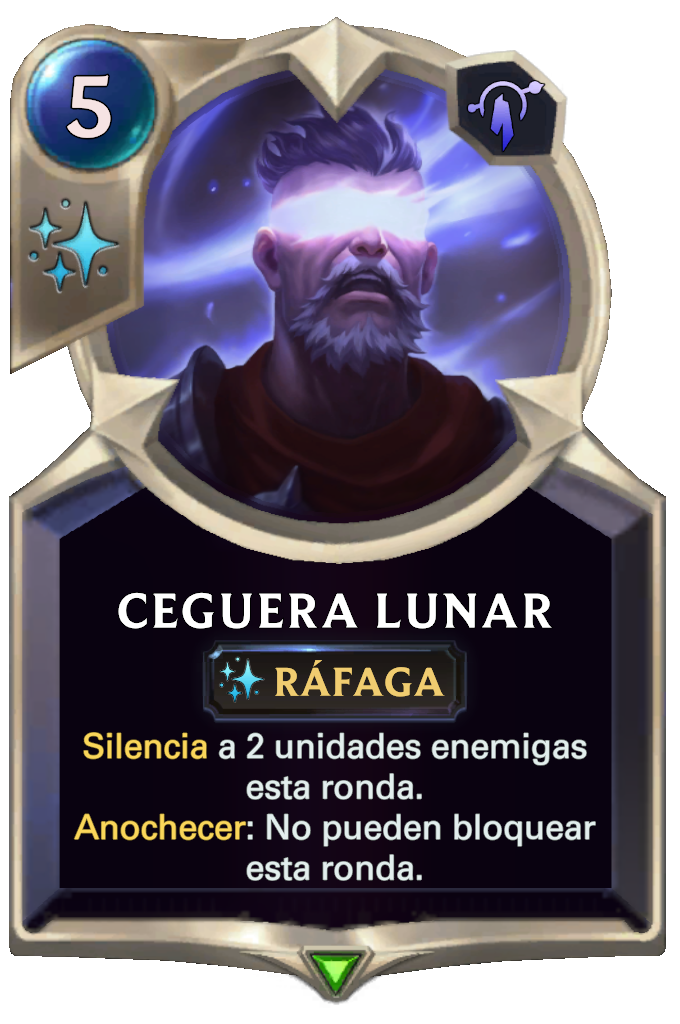 5
CEGUERA LUNAR
RÁFAGA
Silencia a 2 unidades enemigas
esta ronda.
Anochecer: No pueden bloquear
esta ronda.